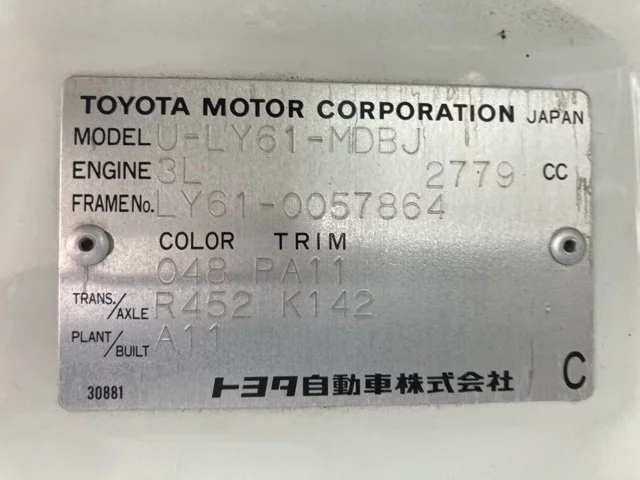 TOYOTA MOTOR CORPORATION JAPAN
MODEL U-LY61-MDBJ
ENGINE 3L 2779 CC
FRAME No. LY61-0057864
COLOR TRIM
048 PA11
TRANS./AXLE R452 K142
PLANT/BUILT A11
30881 トヨタ自動車株式会社 C